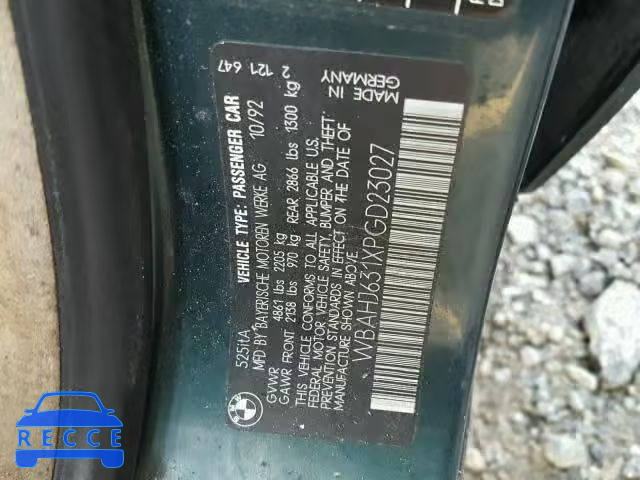 525itA VEHICLE TYPE: PASSENGER CAR 2 121 647
MFD BY BAYERISCHE MOTOREN WERKE AG 10/92
GVWR 4861 lbs 2205 kg
GAWR FRONT 2138 lbs 970 kg REAR 2866 lbs 1300 kg
THIS VEHICLE CONFORMS TO ALL APPLICABLE U.S.
FEDERAL MOTOR VEHICLE SAFETY, BUMPER AND THEFT
PREVENTION STANDARDS IN EFFECT ON THE DATE OF
MANUFACTURE SHOWN ABOVE.
MADE IN
GERMANY
WBAHJ631XPGD23027
BMW
RECCE